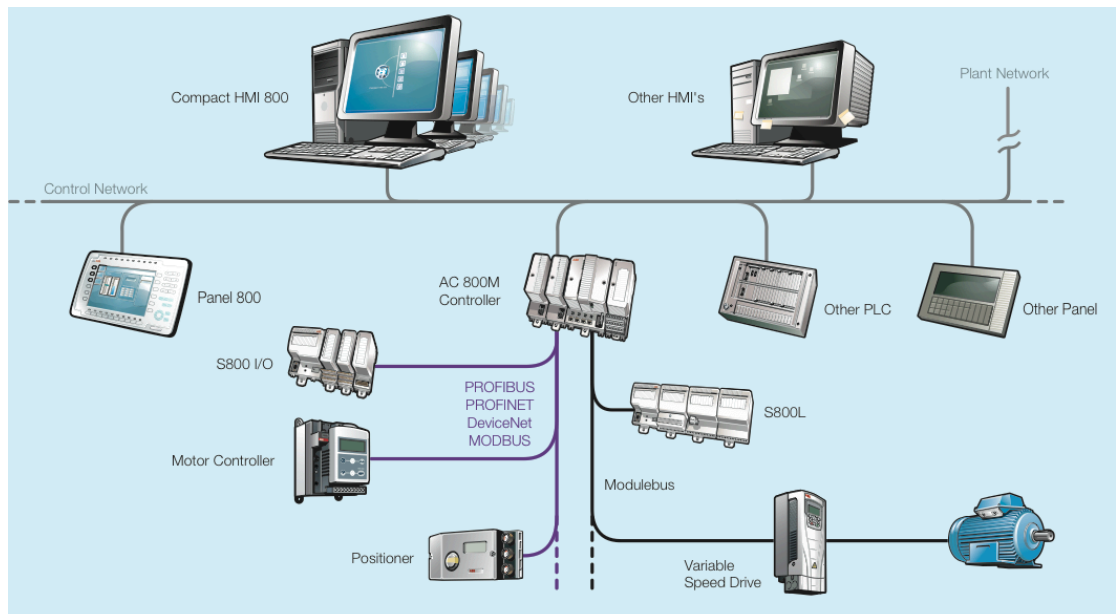 Compact HMI 800
Other HMI's
Plant Network
Control Network
Panel 800
AC 800M
Controller
Other PLC
Other Panel
S800 I/O
PROFIBUS
PROFINET
DeviceNet
MODBUS
S800L
Motor Controller
Modulebus
Positioner
Variable
Speed Drive